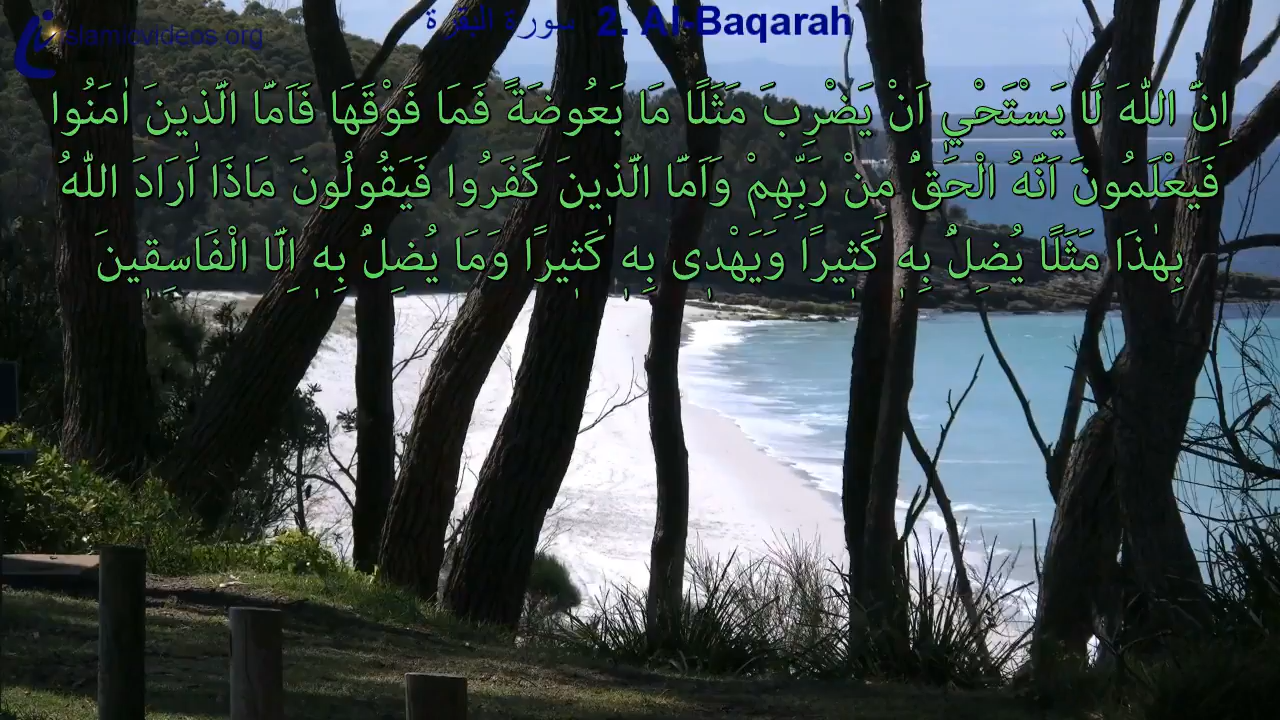 islamicvideos.org
سورة البقرة 2. Al-Baqarah
اِنَّ اللّٰهَ لَا يَسْتَحْيٖ اَنْ يَضْرِبَ مَثَلًا مَا بَعُوضَةً فَمَا فَوْقَهَا فَاَمَّا الَّذٖينَ اٰمَنُوا
فَيَعْلَمُونَ اَنَّهُ الْحَقُّ مِنْ رَبِّهِمْ وَاَمَّا الَّذٖينَ كَفَرُوا فَيَقُولُونَ مَاذَا اَرَادَ اللّٰهُ
بِهٰذَا مَثَلًا يُضِلُّ بِهٖ كَثٖيرًا وَيَهْدٖى بِهٖ كَثٖيرًا وَمَا يُضِلُّ بِهٖ اِلَّا الْفَاسِقٖينَ